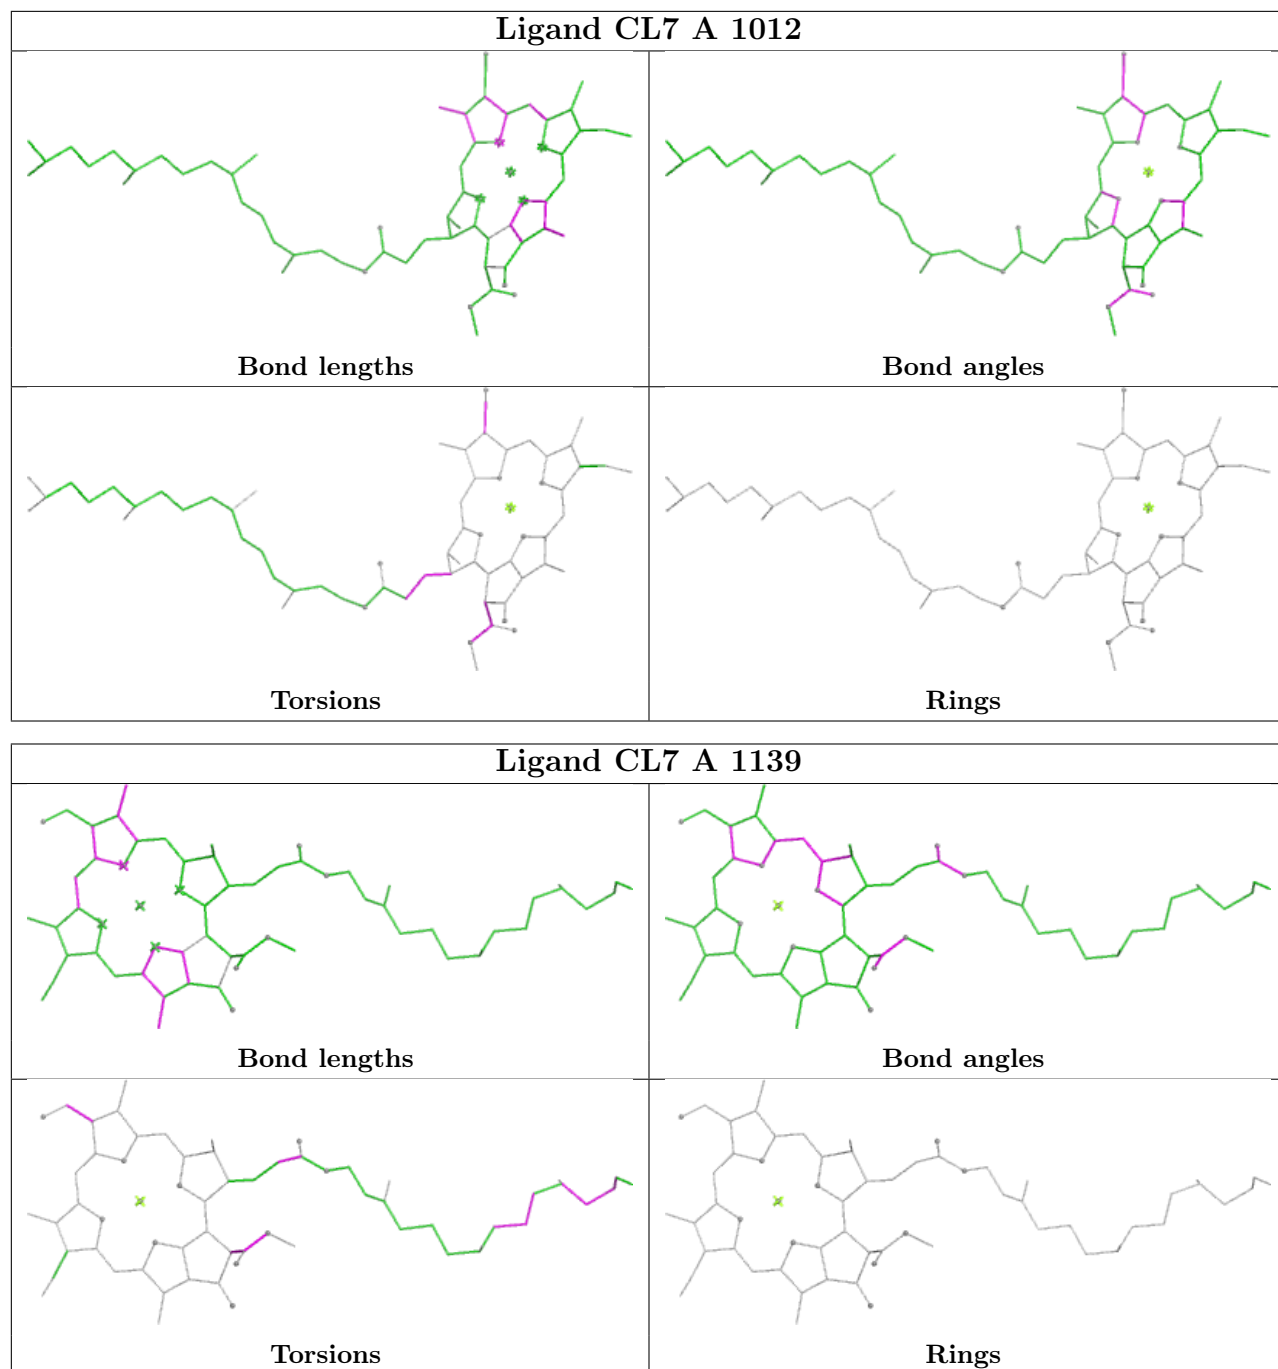 Ligand CL7 A 1012
Bond lengths
Bond angles
Torsions
Rings
Ligand CL7 A 1139
Bond lengths
Bond angles
Torsions
Rings